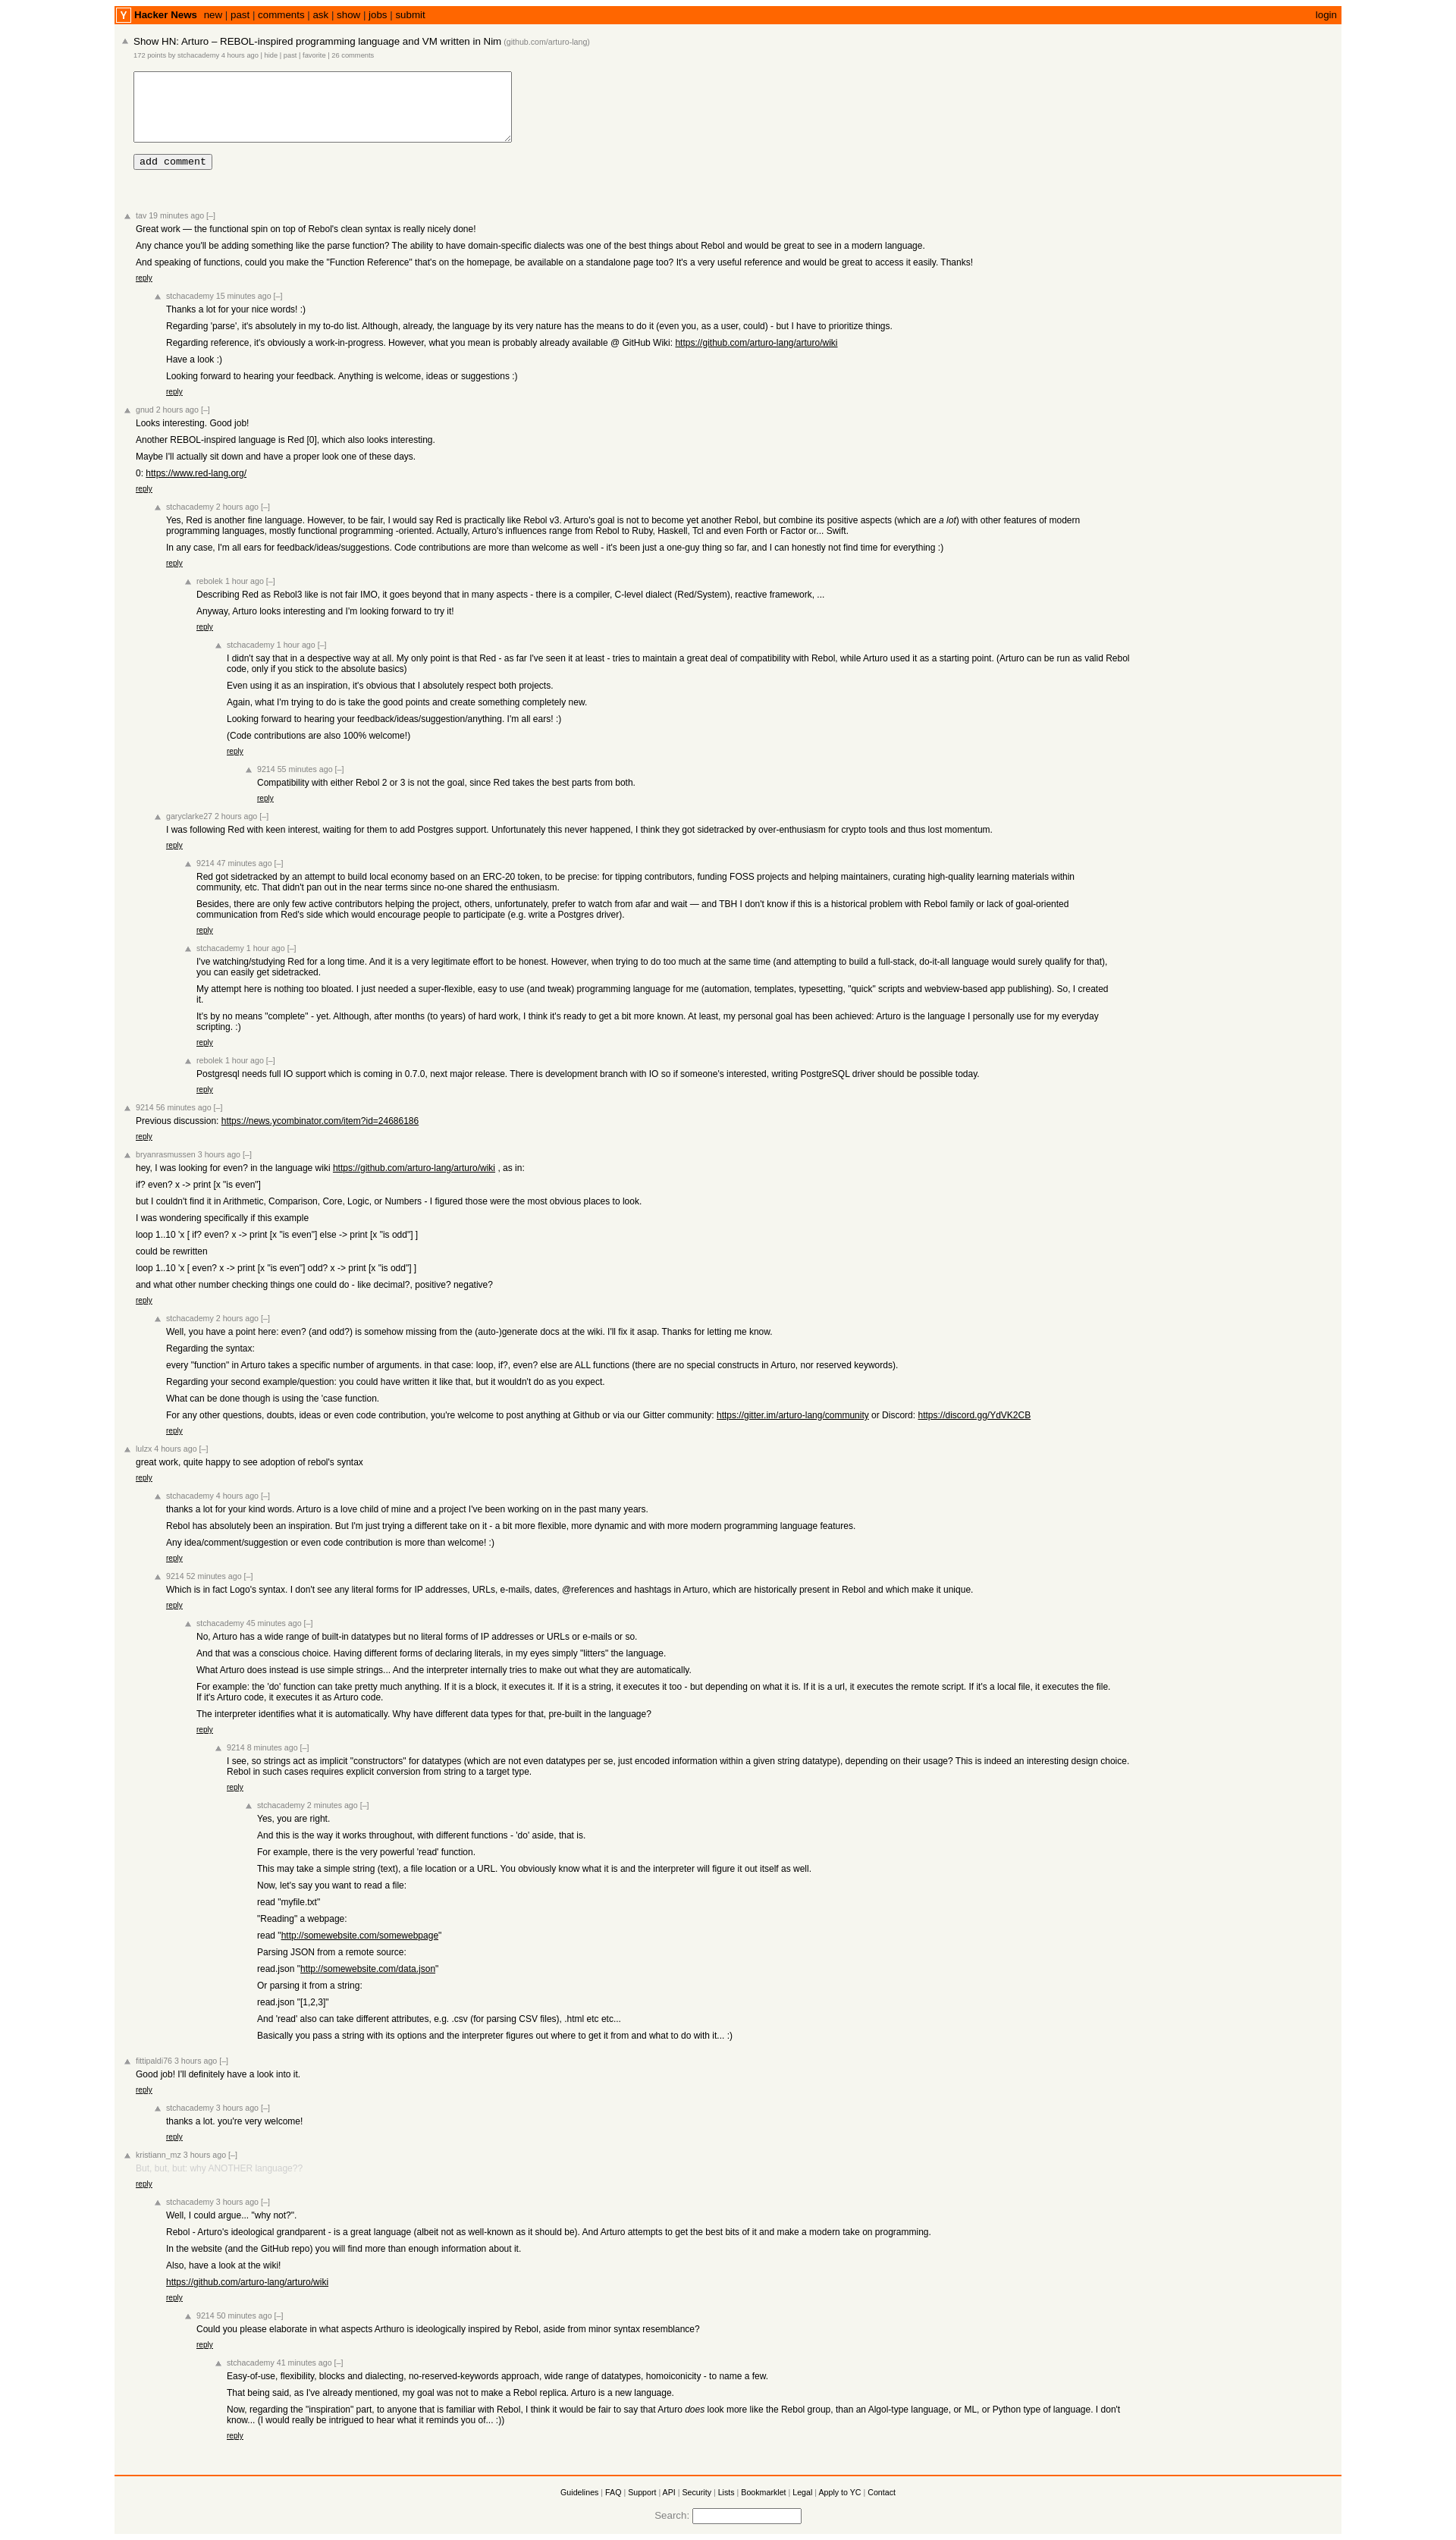 Y Hacker News new | past | comments | ask | show | jobs | submit login
Show HN: Arturo – REBOL-inspired programming language and VM written in Nim (github.com/arturo-lang)
172 points by stchacademy 4 hours ago | hide | past | favorite | 26 comments
add comment
tav 19 minutes ago [–]
Great work — the functional spin on top of Rebol's clean syntax is really nicely done!
Any chance you'll be adding something like the parse function? The ability to have domain-specific dialects was one of the best things about Rebol and would be great to see in a modern language.
And speaking of functions, could you make the "Function Reference" that's on the homepage, be available on a standalone page too? It's a very useful reference and would be great to access it easily. Thanks!
reply
stchacademy 15 minutes ago [–]
Thanks a lot for your nice words! :)
Regarding 'parse', it's absolutely in my to-do list. Although, already, the language by its very nature has the means to do it (even you, as a user, could) - but I have to prioritize things.
Regarding reference, it's obviously a work-in-progress. However, what you mean is probably already available @ GitHub Wiki: https://github.com/arturo-lang/arturo/wiki
Have a look :)
Looking forward to hearing your feedback. Anything is welcome, ideas or suggestions :)
reply
gnud 2 hours ago [–]
Looks interesting. Good job!
Another REBOL-inspired language is Red [0], which also looks interesting.
Maybe I'll actually sit down and have a proper look one of these days.
0: https://www.red-lang.org/
reply
stchacademy 2 hours ago [–]
Yes, Red is another fine language. However, to be fair, I would say Red is practically like Rebol v3. Arturo's goal is not to become yet another Rebol, but combine its positive aspects (which are a lot) with other features of modern
programming languages, mostly functional programming -oriented. Actually, Arturo's influences range from Rebol to Ruby, Haskell, Tcl and even Forth or Factor or... Swift.
In any case, I'm all ears for feedback/ideas/suggestions. Code contributions are more than welcome as well - it's been just a one-guy thing so far, and I can honestly not find time for everything :)
reply
rebolek 1 hour ago [–]
Describing Red as Rebol3 like is not fair IMO, it goes beyond that in many aspects - there is a compiler, C-level dialect (Red/System), reactive framework, ...
Anyway, Arturo looks interesting and I'm looking forward to try it!
reply
stchacademy 1 hour ago [–]
I didn't say that in a despective way at all. My only point is that Red - as far I've seen it at least - tries to maintain a great deal of compatibility with Rebol, while Arturo used it as a starting point. (Arturo can be run as valid Rebol
code, only if you stick to the absolute basics)
Even using it as an inspiration, it's obvious that I absolutely respect both projects.
Again, what I'm trying to do is take the good points and create something completely new.
Looking forward to hearing your feedback/ideas/suggestion/anything. I'm all ears! :)
(Code contributions are also 100% welcome!)
reply
9214 55 minutes ago [–]
Compatibility with either Rebol 2 or 3 is not the goal, since Red takes the best parts from both.
reply
garyclarke27 2 hours ago [–]
I was following Red with keen interest, waiting for them to add Postgres support. Unfortunately this never happened, I think they got sidetracked by over-enthusiasm for crypto tools and thus lost momentum.
reply
9214 47 minutes ago [–]
Red got sidetracked by an attempt to build local economy based on an ERC-20 token, to be precise: for tipping contributors, funding FOSS projects and helping maintainers, curating high-quality learning materials within
community, etc. That didn't pan out in the near terms since no-one shared the enthusiasm.
Besides, there are only few active contributors helping the project, others, unfortunately, prefer to watch from afar and wait — and TBH I don't know if this is a historical problem with Rebol family or lack of goal-oriented
communication from Red's side which would encourage people to participate (e.g. write a Postgres driver).
reply
stchacademy 1 hour ago [–]
I've watching/studying Red for a long time. And it is a very legitimate effort to be honest. However, when trying to do too much at the same time (and attempting to build a full-stack, do-it-all language would surely qualify for that),
you can easily get sidetracked.
My attempt here is nothing too bloated. I just needed a super-flexible, easy to use (and tweak) programming language for me (automation, templates, typesetting, "quick" scripts and webview-based app publishing). So, I created
it.
It's by no means "complete" - yet. Although, after months (to years) of hard work, I think it's ready to get a bit more known. At least, my personal goal has been achieved: Arturo is the language I personally use for my everyday
scripting. :)
reply
rebolek 1 hour ago [–]
Postgresql needs full IO support which is coming in 0.7.0, next major release. There is development branch with IO so if someone's interested, writing PostgreSQL driver should be possible today.
reply
9214 56 minutes ago [–]
Previous discussion: https://news.ycombinator.com/item?id=24686186
reply
bryanrasmussen 3 hours ago [–]
hey, I was looking for even? in the language wiki https://github.com/arturo-lang/arturo/wiki , as in:
if? even? x -> print [x "is even"]
but I couldn't find it in Arithmetic, Comparison, Core, Logic, or Numbers - I figured those were the most obvious places to look.
I was wondering specifically if this example
loop 1..10 'x [ if? even? x -> print [x "is even"] else -> print [x "is odd"] ]
could be rewritten
loop 1..10 'x [ even? x -> print [x "is even"] odd? x -> print [x "is odd"] ]
and what other number checking things one could do - like decimal?, positive? negative?
reply
stchacademy 2 hours ago [–]
Well, you have a point here: even? (and odd?) is somehow missing from the (auto-)generate docs at the wiki. I'll fix it asap. Thanks for letting me know.
Regarding the syntax:
every "function" in Arturo takes a specific number of arguments. in that case: loop, if?, even? else are ALL functions (there are no special constructs in Arturo, nor reserved keywords).
Regarding your second example/question: you could have written it like that, but it wouldn't do as you expect.
What can be done though is using the 'case function.
For any other questions, doubts, ideas or even code contribution, you're welcome to post anything at Github or via our Gitter community: https://gitter.im/arturo-lang/community or Discord: https://discord.gg/YdVK2CB
reply
lulzx 4 hours ago [–]
great work, quite happy to see adoption of rebol's syntax
reply
stchacademy 4 hours ago [–]
thanks a lot for your kind words. Arturo is a love child of mine and a project I've been working on in the past many years.
Rebol has absolutely been an inspiration. But I'm just trying a different take on it - a bit more flexible, more dynamic and with more modern programming language features.
Any idea/comment/suggestion or even code contribution is more than welcome! :)
reply
9214 52 minutes ago [–]
Which is in fact Logo's syntax. I don't see any literal forms for IP addresses, URLs, e-mails, dates, @references and hashtags in Arturo, which are historically present in Rebol and which make it unique.
reply
stchacademy 45 minutes ago [–]
No, Arturo has a wide range of built-in datatypes but no literal forms of IP addresses or URLs or e-mails or so.
And that was a conscious choice. Having different forms of declaring literals, in my eyes simply "litters" the language.
What Arturo does instead is use simple strings... And the interpreter internally tries to make out what they are automatically.
For example: the 'do' function can take pretty much anything. If it is a block, it executes it. If it is a string, it executes it too - but depending on what it is. If it is a url, it executes the remote script. If it's a local file, it executes the file.
If it's Arturo code, it executes it as Arturo code.
The interpreter identifies what it is automatically. Why have different data types for that, pre-built in the language?
reply
9214 8 minutes ago [–]
I see, so strings act as implicit "constructors" for datatypes (which are not even datatypes per se, just encoded information within a given string datatype), depending on their usage? This is indeed an interesting design choice.
Rebol in such cases requires explicit conversion from string to a target type.
reply
stchacademy 2 minutes ago [–]
Yes, you are right.
And this is the way it works throughout, with different functions - 'do' aside, that is.
For example, there is the very powerful 'read' function.
This may take a simple string (text), a file location or a URL. You obviously know what it is and the interpreter will figure it out itself as well.
Now, let's say you want to read a file:
read "myfile.txt"
"Reading" a webpage:
read "http://somewebsite.com/somewebpage"
Parsing JSON from a remote source:
read.json "http://somewebsite.com/data.json"
Or parsing it from a string:
read.json "[1,2,3]"
And 'read' also can take different attributes, e.g. .csv (for parsing CSV files), .html etc etc...
Basically you pass a string with its options and the interpreter figures out where to get it from and what to do with it... :)
fittipaldi76 3 hours ago [–]
Good job! I'll definitely have a look into it.
reply
stchacademy 3 hours ago [–]
thanks a lot. you're very welcome!
reply
kristiann_mz 3 hours ago [–]
But, but, but: why ANOTHER language??
reply
stchacademy 3 hours ago [–]
Well, I could argue... "why not?".
Rebol - Arturo's ideological grandparent - is a great language (albeit not as well-known as it should be). And Arturo attempts to get the best bits of it and make a modern take on programming.
In the website (and the GitHub repo) you will find more than enough information about it.
Also, have a look at the wiki!
https://github.com/arturo-lang/arturo/wiki
reply
9214 50 minutes ago [–]
Could you please elaborate in what aspects Arthuro is ideologically inspired by Rebol, aside from minor syntax resemblance?
reply
stchacademy 41 minutes ago [–]
Easy-of-use, flexibility, blocks and dialecting, no-reserved-keywords approach, wide range of datatypes, homoiconicity - to name a few.
That being said, as I've already mentioned, my goal was not to make a Rebol replica. Arturo is a new language.
Now, regarding the "inspiration" part, to anyone that is familiar with Rebol, I think it would be fair to say that Arturo does look more like the Rebol group, than an Algol-type language, or ML, or Python type of language. I don't
know... (I would really be intrigued to hear what it reminds you of... :))
reply
Guidelines | FAQ | Support | API | Security | Lists | Bookmarklet | Legal | Apply to YC | Contact
Search: